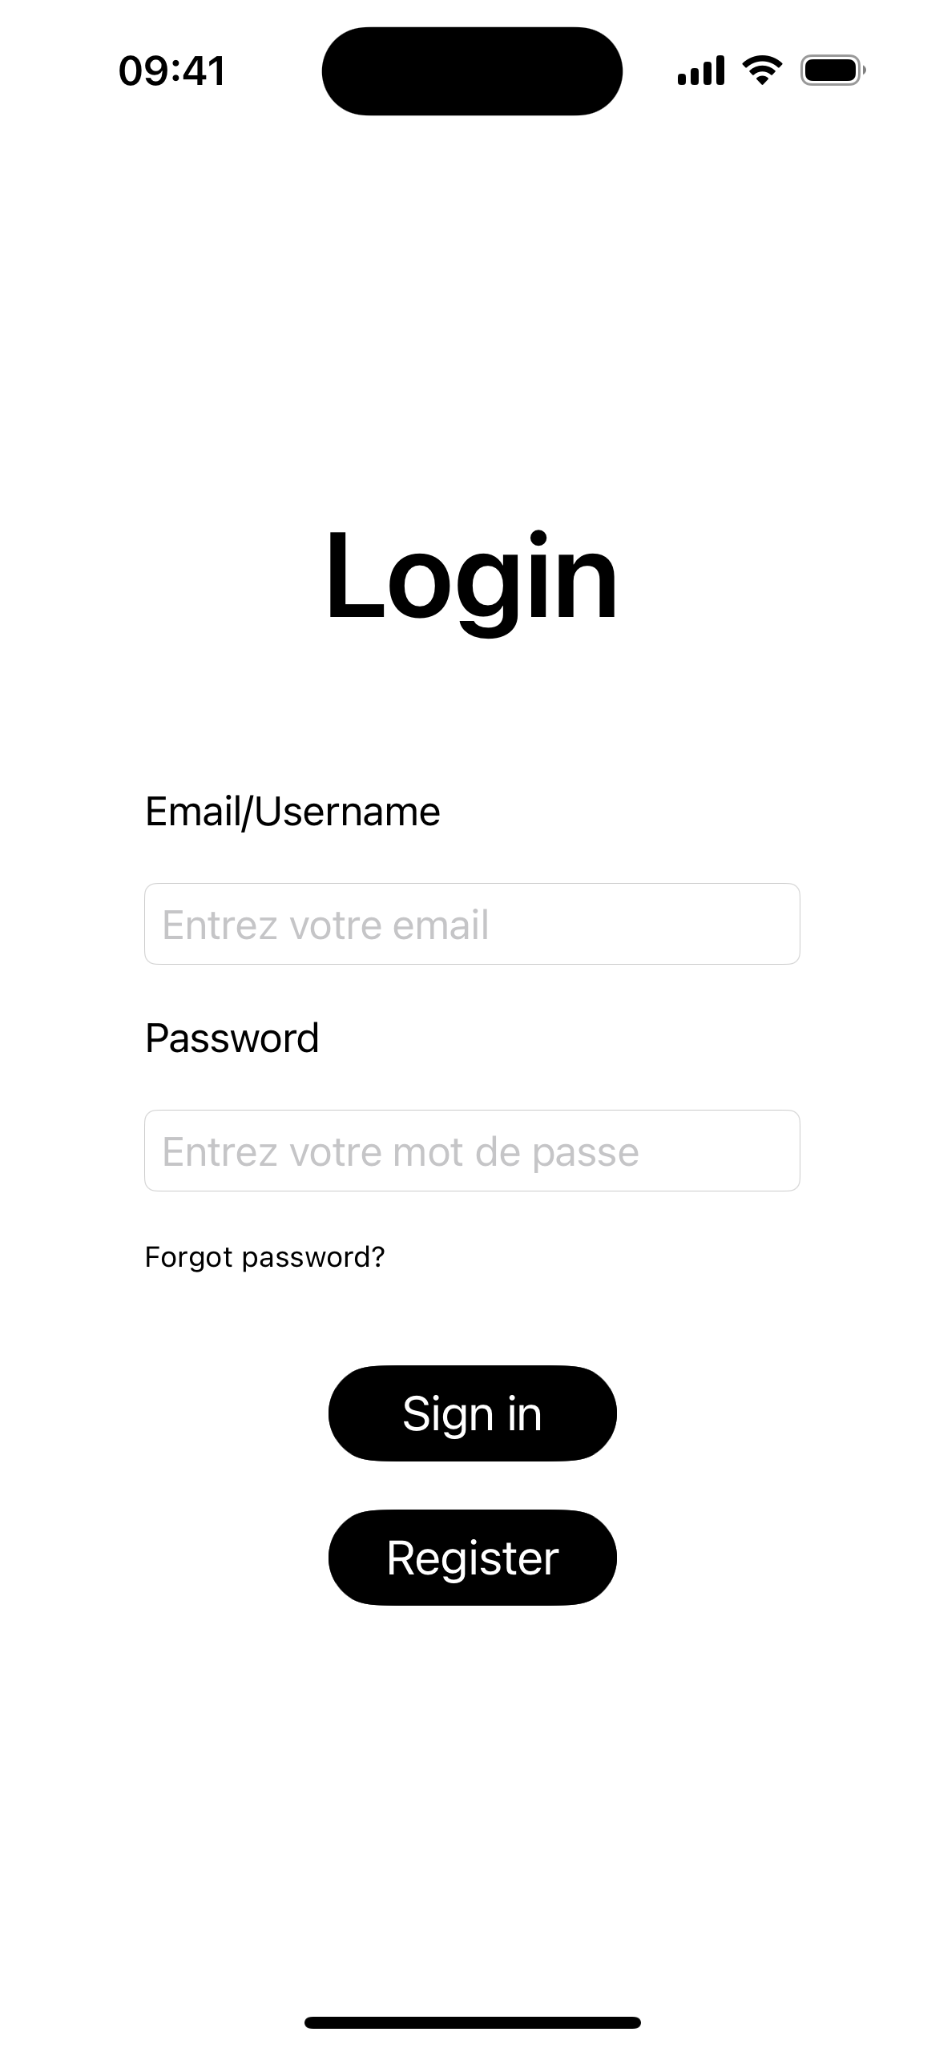 09:41
Login
Email/Username
Entrez votre email
Password
Entrez votre mot de passe
Forgot password?
Sign in
Register